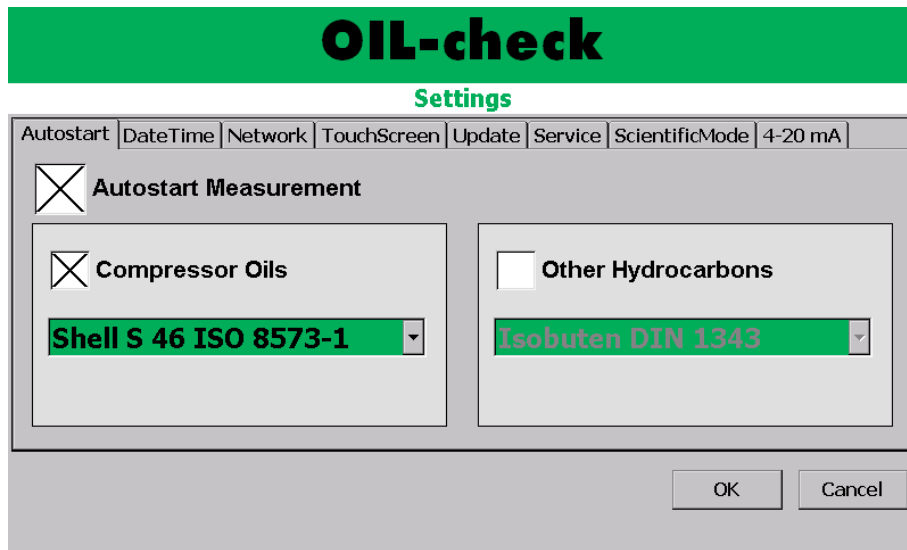 OIL-check
Settings
Autostart DateTime Network TouchScreen Update Service ScientificMode 4-20 mA
Autostart Measurement
Compressor Oils
Other Hydrocarbons
Shell S 46 ISO 8573-1
Isobuten DIN 1343
OK
Cancel